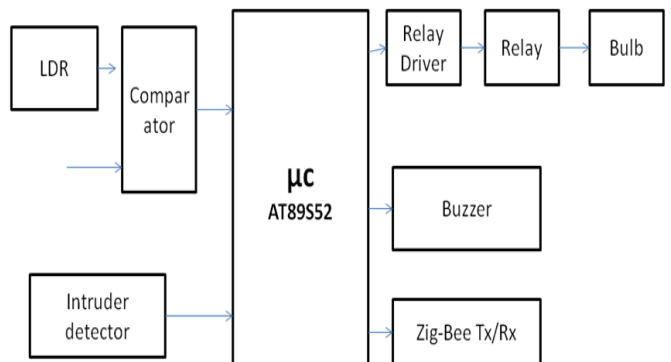 LDR
Compar
ator
µc
AT89S52
Relay
Driver
Relay
Bulb
Buzzer
Intruder
detector
Zig-Bee Tx/Rx